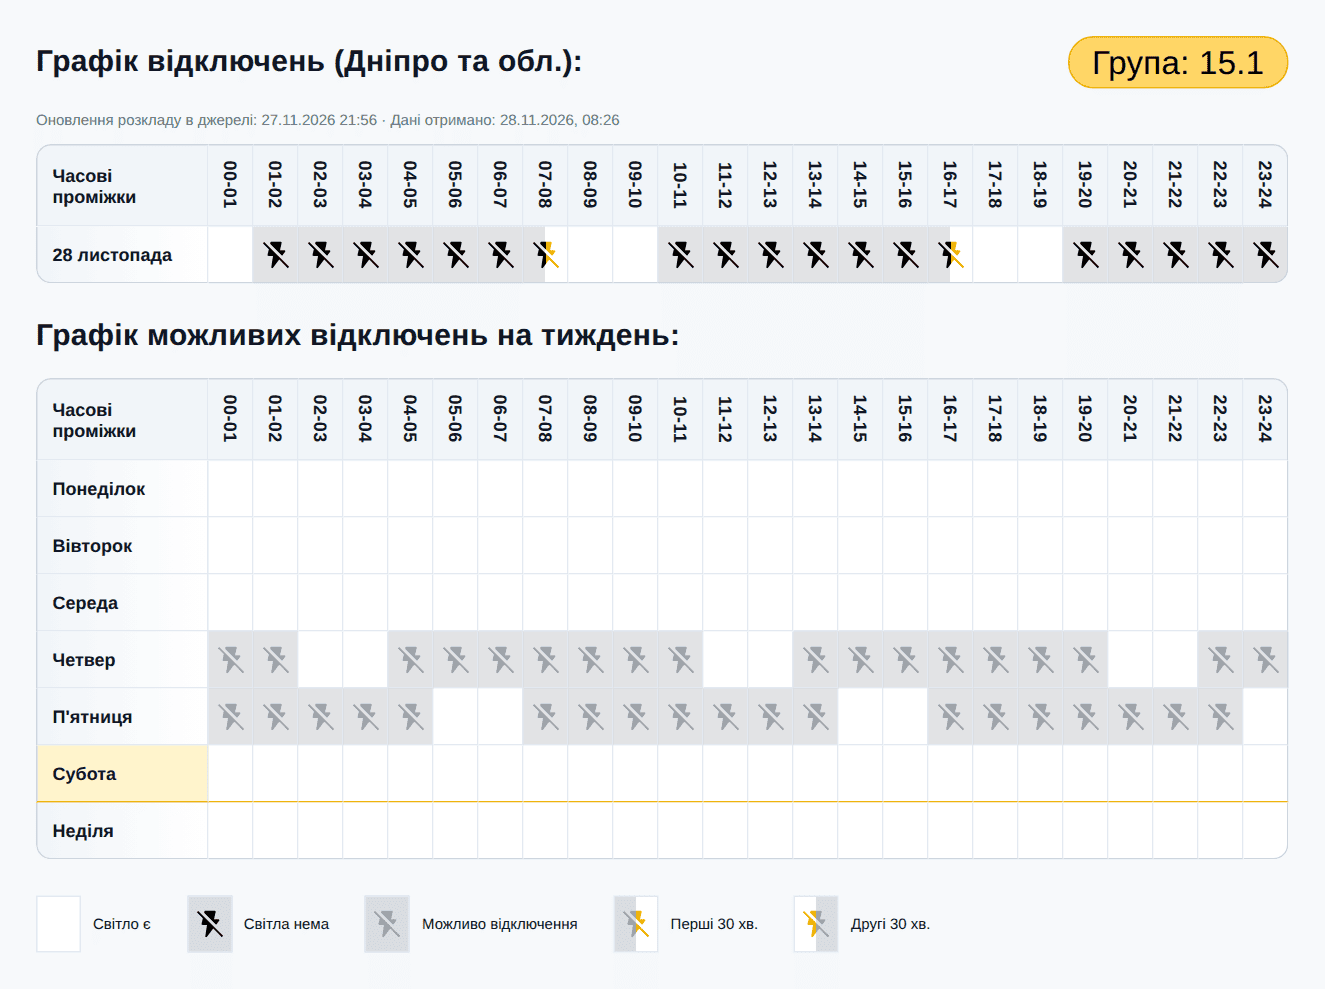 Графік відключень (Дніпро та обл.):
Група: 15.1
Оновлення розкладу в джерелі: 27.11.2026 21:56 · Дані отримано: 28.11.2026, 08:26
Часові
проміжки
00-01
01-02
02-03
03-04
04-05
05-06
06-07
07-08
08-09
09-10
10-11
11-12
12-13
13-14
14-15
15-16
16-17
17-18
18-19
19-20
20-21
21-22
22-23
23-24
28 листопада
Графік можливих відключень на тиждень:
Часові
проміжки
00-01
01-02
02-03
03-04
04-05
05-06
06-07
07-08
08-09
09-10
10-11
11-12
12-13
13-14
14-15
15-16
16-17
17-18
18-19
19-20
20-21
21-22
22-23
23-24
Понеділок
Вівторок
Середа
Четвер
П'ятниця
Субота
Неділя
Світло є
Світла нема
Можливо відключення
Перші 30 хв.
Другі 30 хв.